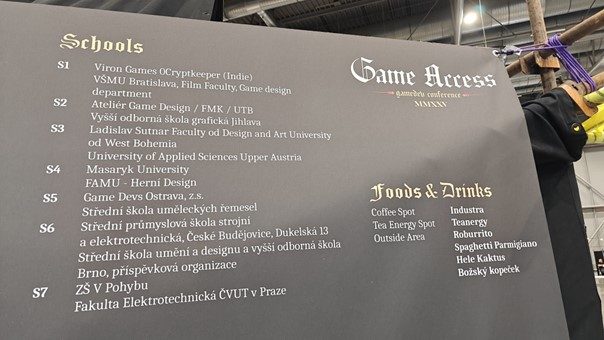 Schools
S1 Viron Games OCryptkeeper (Indie)
VŠMU Bratislava, Film Faculty, Game design
department
S2 Ateliér Game Design / FMK / UTB
Vyšší odborná škola grafická Jihlava
S3 Ladislav Sutnar Faculty od Design and Art University
od West Bohemia
University of Applied Sciences Upper Austria
S4 Masaryk University
FAMU - Herní Design
S5 Game Devs Ostrava, z.s.
Střední škola uměleckých řemesel
S6 Střední průmyslová škola strojní
a elektrotechnická, České Budějovice, Dukelská 13
Střední škola umění a designu a vyšší odborná škola
Brno, příspěvková organizace
S7 ZŠ V Pohybu
Fakulta Elektrotechnická ČVUT v Praze
Game Access
gamedev conference
MMXXV
Foods & Drinks
Coffee Spot Industra
Tea Energy Spot Teanergy
Outside Area Roburrito
Spaghetti Parmigiano
Hele Kaktus
Božský kopeček